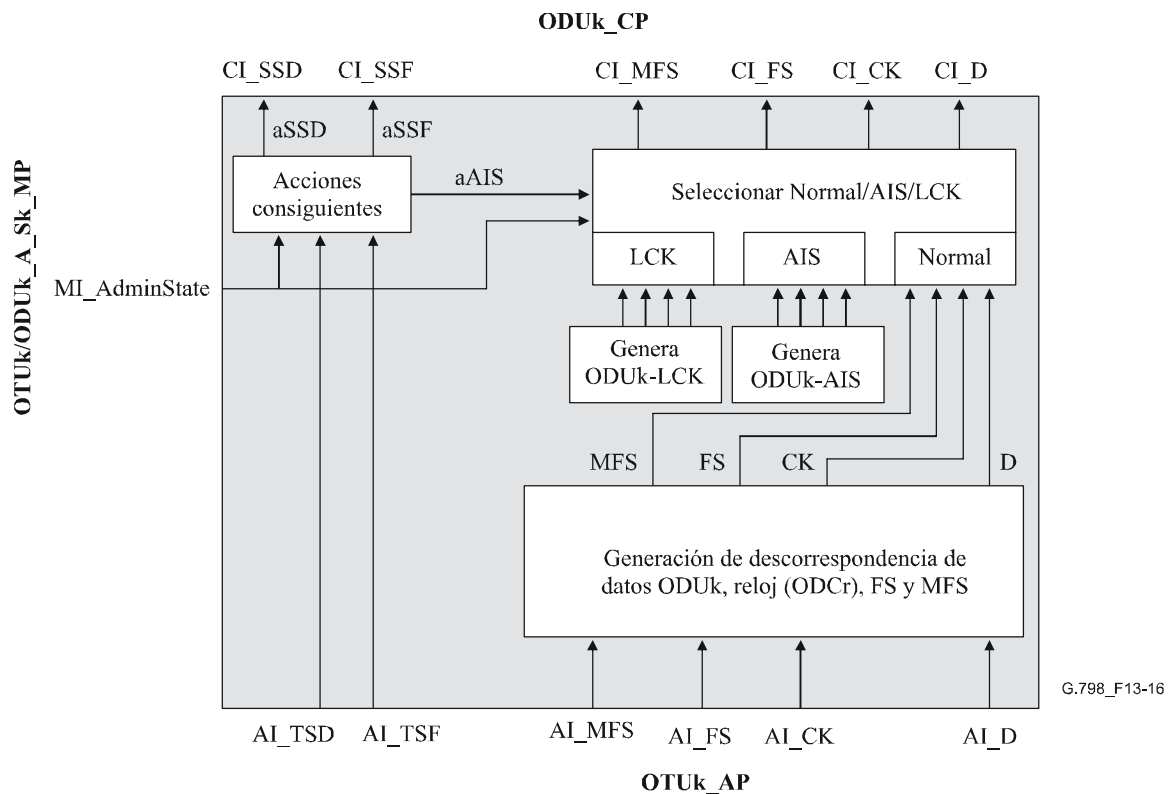 ODUk_CP
CI_SSD
CI_SSF
CI_MFS
CI_FS
CI_CK
CI_D
aSSD
aSSF
Acciones
consiguientes
aAIS
Seleccionar Normal/AIS/LCK
LCK
AIS
Normal
OTUk/ODUk_A_Sk_MP
MI_AdminState
Genera
ODUk-LCK
Genera
ODUk-AIS
MFS
FS
CK
D
Generación de descorrespondencia de
datos ODUk, reloj (ODCr), FS y MFS
G.798_F13-16
AI_TSD
AI_TSF
AI_MFS
AI_FS
AI_CK
AI_D
OTUk_AP